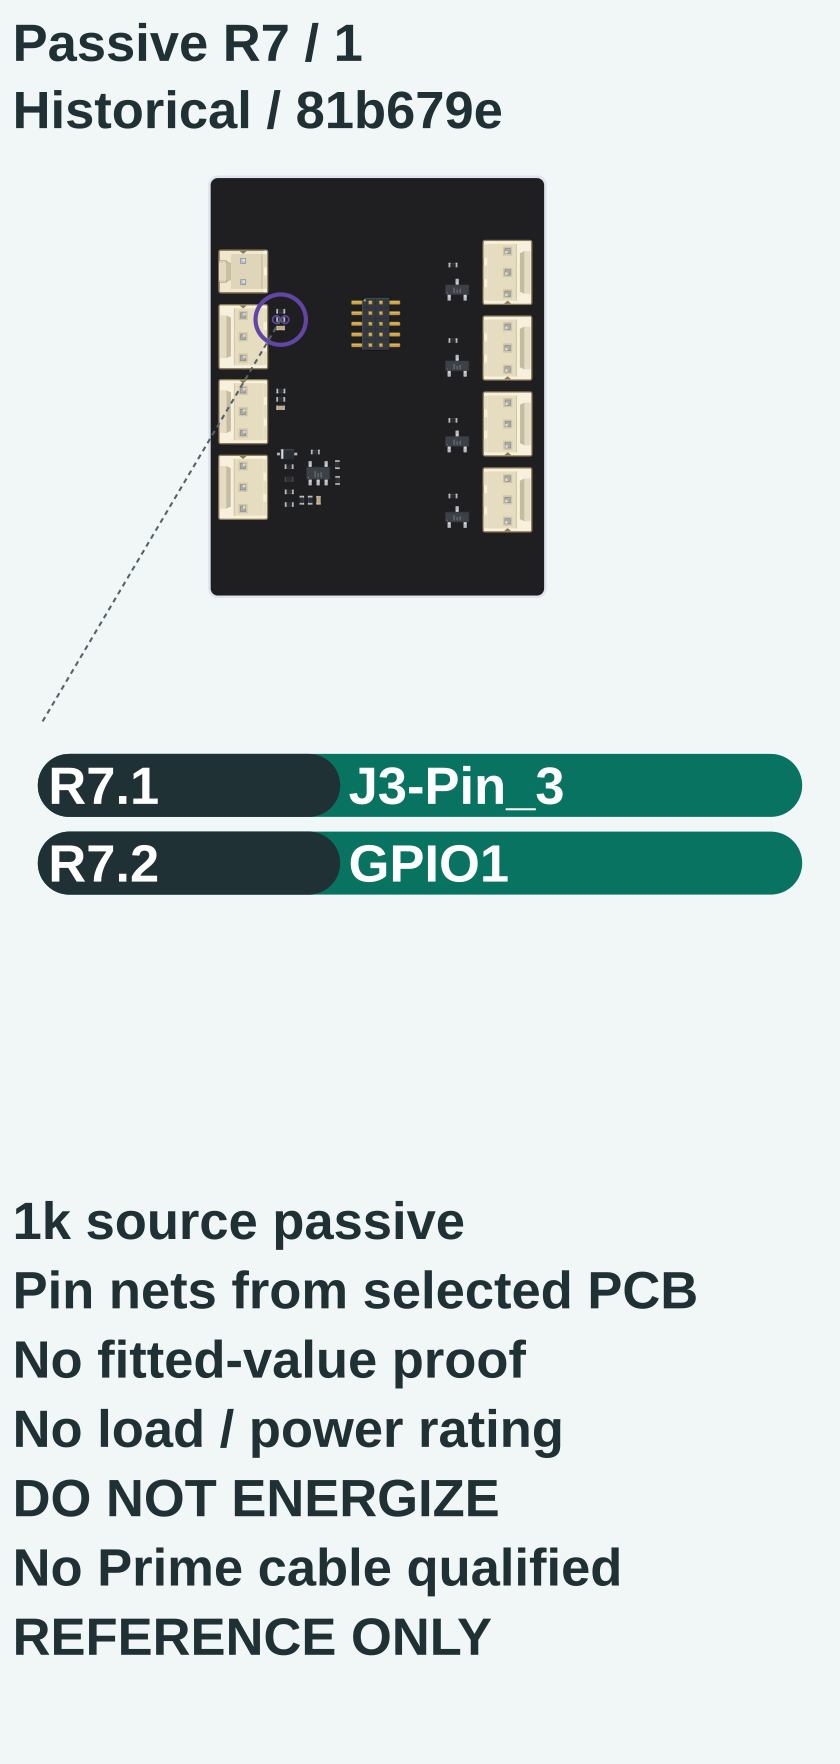 Passive R7 / 1
Historical / 81b679e
R7.1 J3-Pin_3
R7.2 GPIO1
1k source passive
Pin nets from selected PCB
No fitted-value proof
No load / power rating
DO NOT ENERGIZE
No Prime cable qualified
REFERENCE ONLY